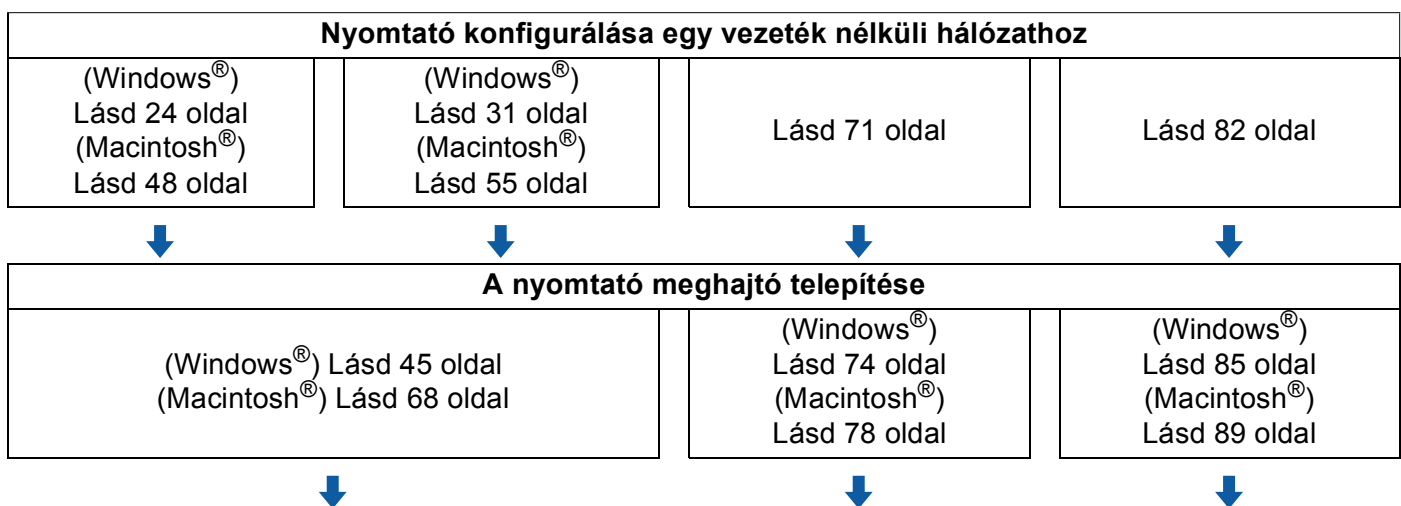 Nyomtató konfigurálása egy vezeték nélküli hálózathoz
(Windows®)
Lásd 24 oldal
(Macintosh®)
Lásd 48 oldal
(Windows®)
Lásd 31 oldal
(Macintosh®)
Lásd 55 oldal
Lásd 71 oldal
Lásd 82 oldal
A nyomtató meghajtó telepítése
(Windows®) Lásd 45 oldal
(Macintosh®) Lásd 68 oldal
(Windows®)
Lásd 74 oldal
(Macintosh®)
Lásd 78 oldal
(Windows®)
Lásd 85 oldal
(Macintosh®)
Lásd 89 oldal